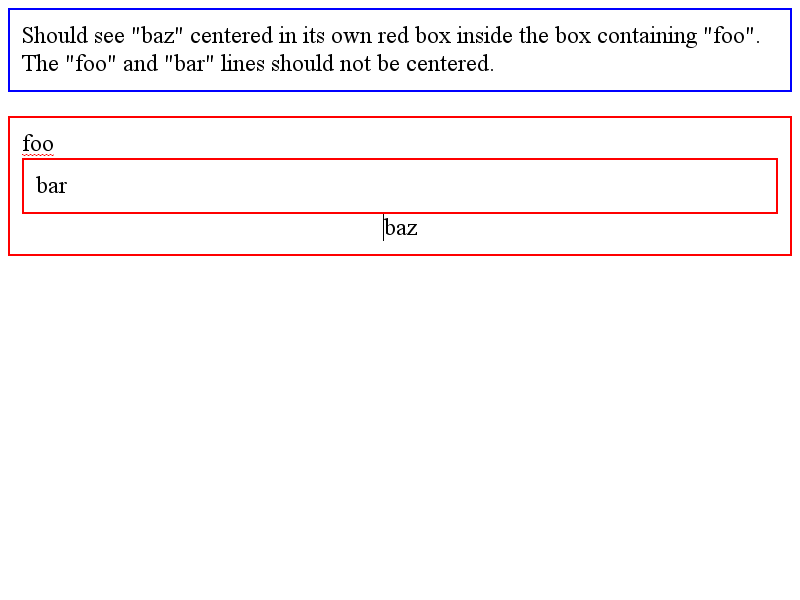 Should see "baz" centered in its own red box inside the box containing "foo".
The "foo" and "bar" lines should not be centered.
foo
bar
baz